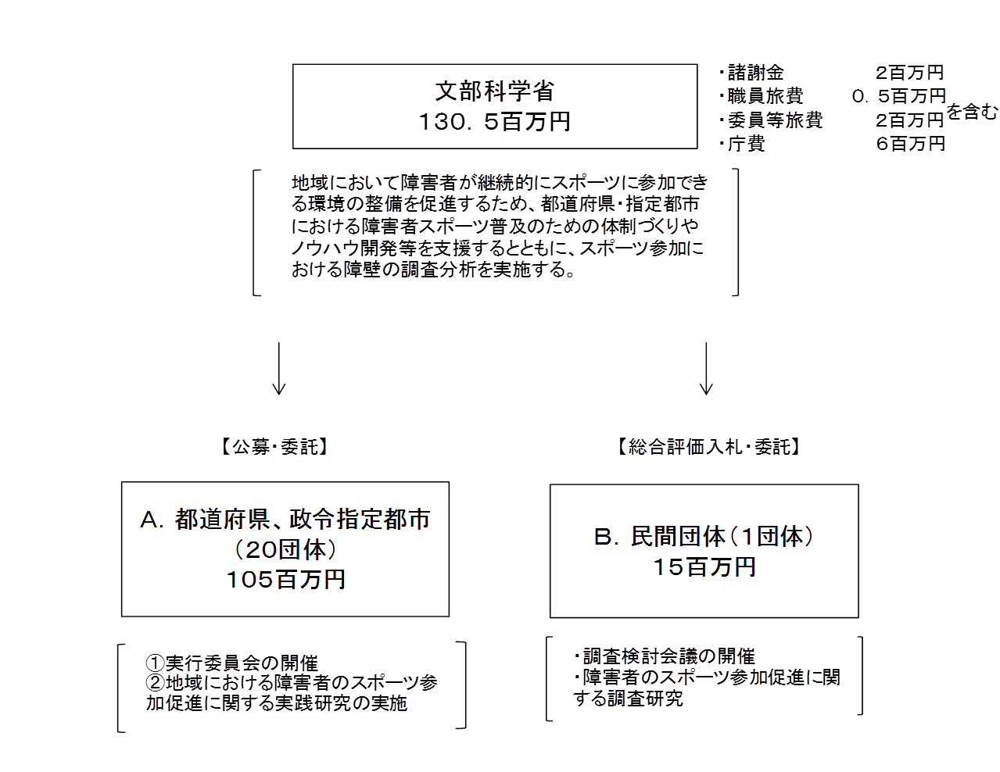 文部科学省
１３０．５百万円
・諸謝金　２百万円
・職員旅費　０．５百万円
・委員等旅費　２百万円
・庁費　６百万円
を含む
地域において障害者が継続的にスポーツに参加でき
る環境の整備を促進するため、都道府県・指定都市
における障害者スポーツ普及のための体制づくりや
ノウハウ開発等を支援するとともに、スポーツ参加に
おける障壁の調査分析を実施する。
【公募・委託】
Ａ．都道府県、政令指定都市
（２０団体）
１０５百万円
①実行委員会の開催
②地域における障害者のスポーツ参
加促進に関する実践研究の実施
【総合評価入札・委託】
Ｂ．民間団体（１団体）
１５百万円
・調査検討会議の開催
・障害者のスポーツ参加促進に関
する調査研究